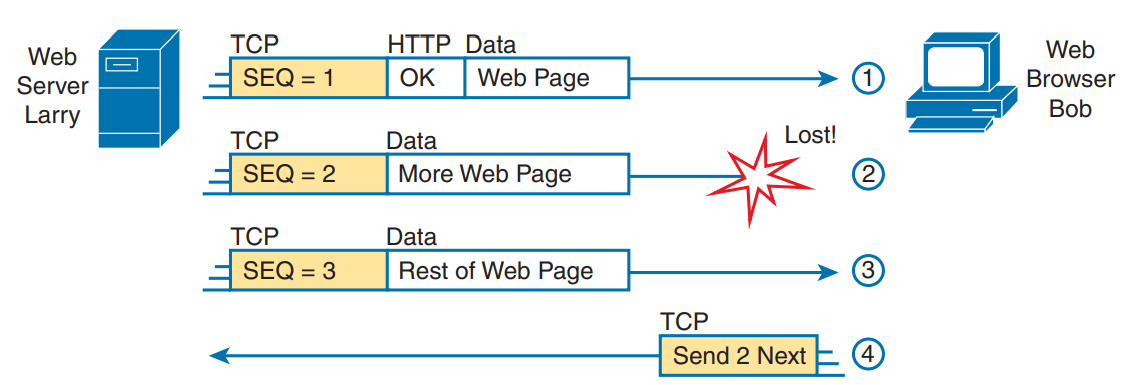 Web
Server
Larry
TCP HTTP Data
SEQ = 1 OK Web Page
1
Web
Browser
Bob
TCP Data
Lost!
SEQ = 2 More Web Page
2
TCP Data
SEQ = 3 Rest of Web Page
3
TCP
Send 2 Next
4